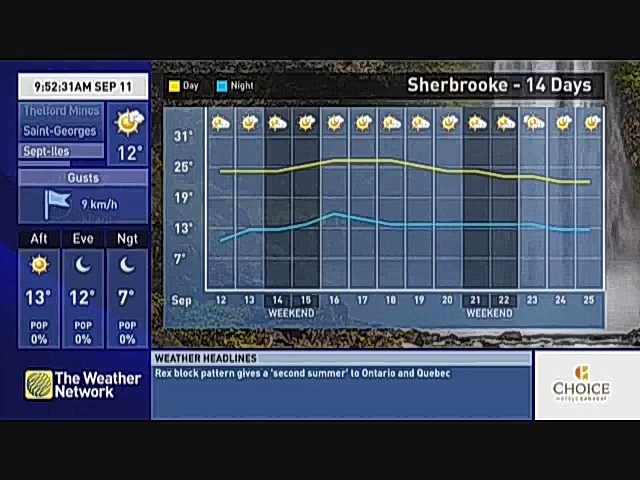 9:52:31AM SEP 11
Thetford Mines
Saint-Georges
Sept-Iles
12°
Gusts
9 km/h
Aft Eve Ngt
13° 12° 7°
POP POP POP
0% 0% 0%
The Weather
Network
Day Night
Sherbrooke - 14 Days
31°
25°
19°
13°
7°
Sep 12 13 14 15 16 17 18 19 20 21 22 23 24 25
WEEKEND WEEKEND
WEATHER HEADLINES
Rex block pattern gives a 'second summer' to Ontario and Quebec
CHOICE
HOTELS CANADA